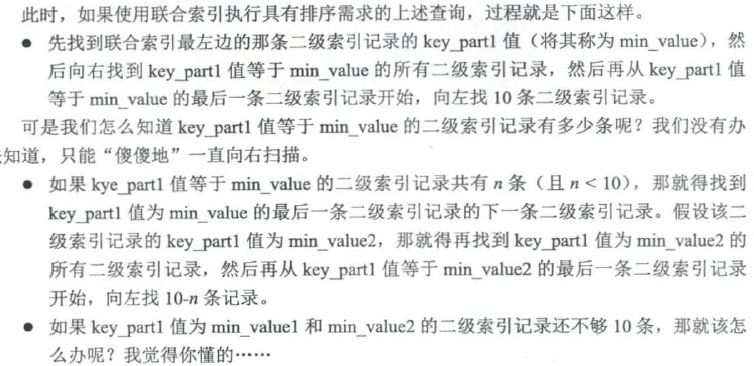 此时，如果使用联合索引执行具有排序需求的上述查询，过程就是下面这样。
● 先找到联合索引最左边的那条二级索引记录的 key_part1 值（将其称为 min_value），然
后向右找到 key_part1 值等于 min_value 的所有二级索引记录，然后再从 key_part1 值
等于 min_value 的最后一条二级索引记录开始，向左找 10 条二级索引记录。
可是我们怎么知道 key_part1 值等于 min_value 的二级索引记录有多少条呢？我们没有办
知道，只能“傻傻地”一直向右扫描。
● 如果 kye_part1 值等于 min_value 的二级索引记录共有 n 条（且 n < 10），那就得找到
key_part1 值为 min_value 的最后一条二级索引记录的下一条二级索引记录。假设该二
级索引记录的 key_part1 值为 min_value2，那就得再找到 key_part1 值为 min_value2 的
所有二级索引记录，然后再从 key_part1 值等于 min_value2 的最后一条二级索引记录
开始，向左找 10-n 条记录。
● 如果 key_part1 值为 min_value1 和 min_value2 的二级索引记录还不够 10 条，那就该怎
么办呢？我觉得你懂的……